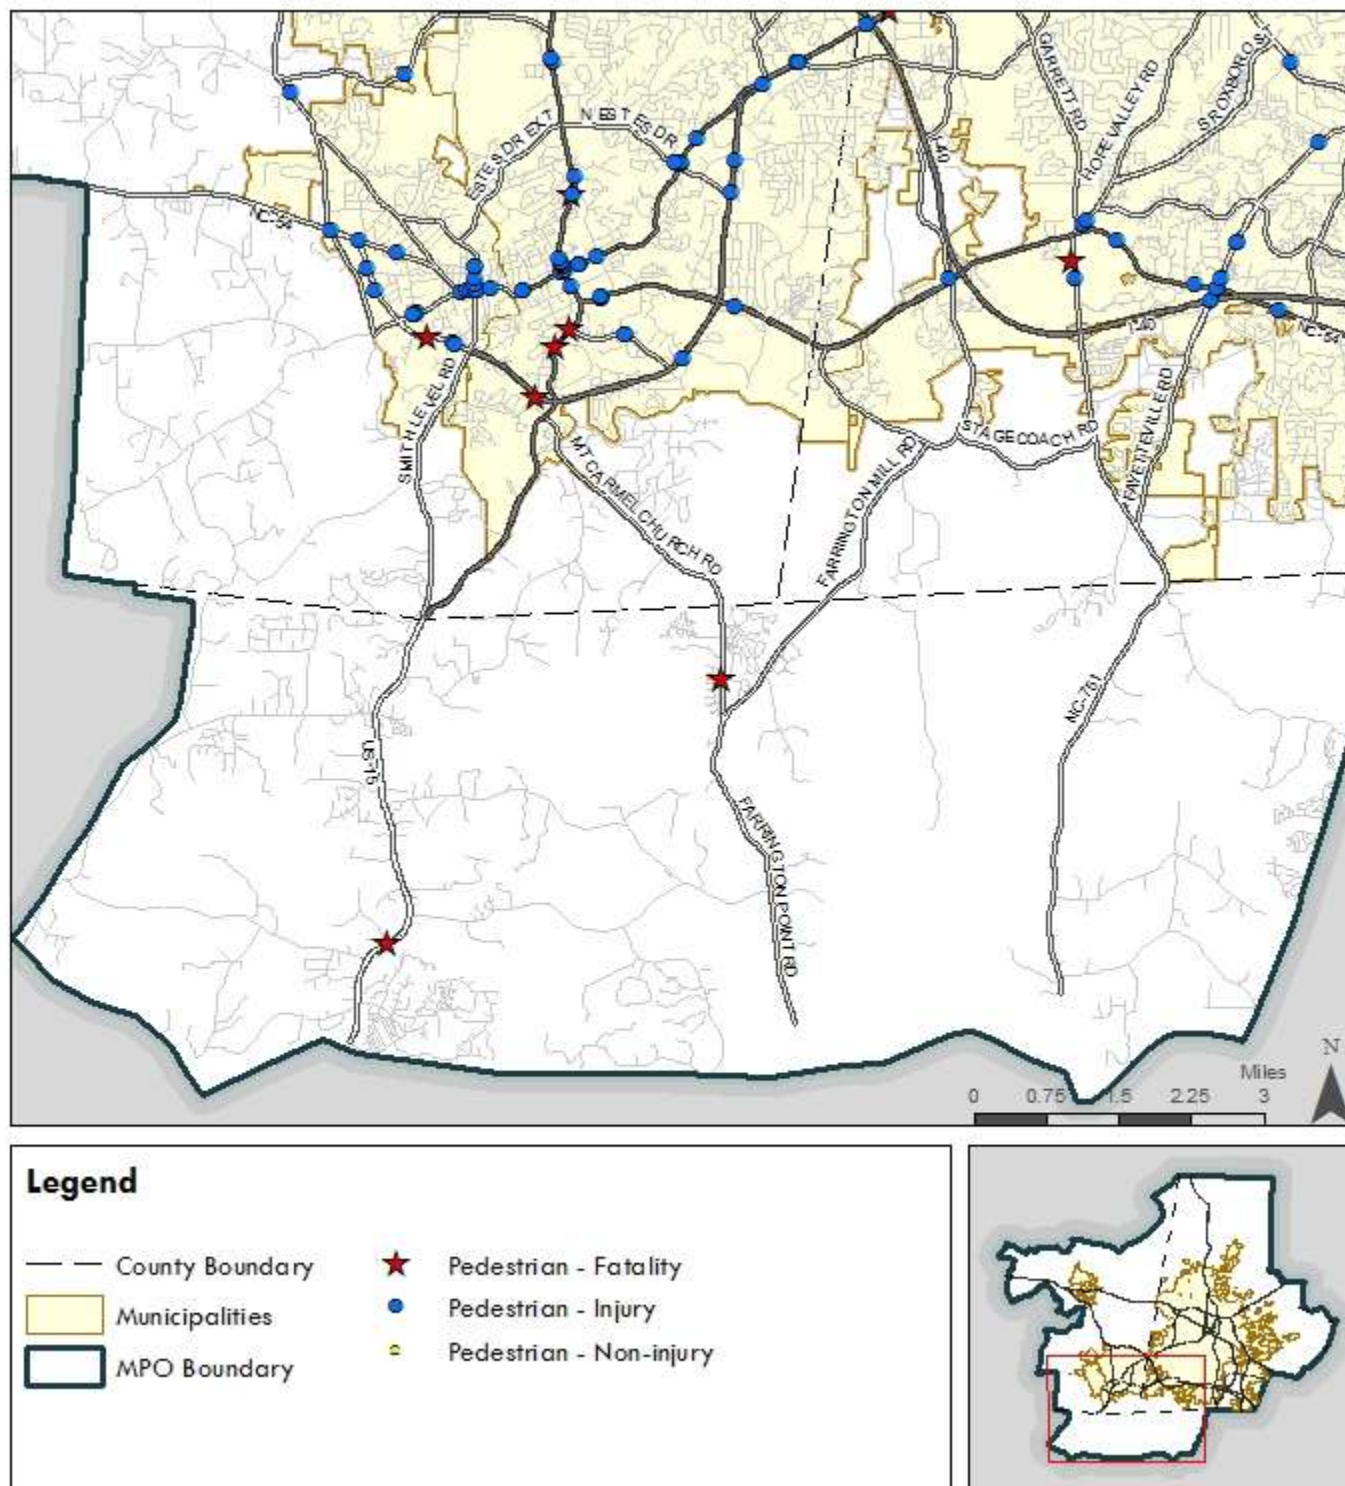 GARRETT RD
HOPE VALLEY RD
S ROXBORO ST
ESTES DR EXT
N ESTES DR
I-40
NC-54
I-40
NC-54
SMITH LEVEL RD
MT CARMEL CHURCH RD
FARRINGTON MILL RD
STAGECOACH RD
FAYETTEVILLE RD
NC-751
US-15
FARRINGTON POINT RD
N
Miles
0 0.75 1.5 2.25 3
Legend
County Boundary
Municipalities
MPO Boundary
Pedestrian - Fatality
Pedestrian - Injury
Pedestrian - Non-injury